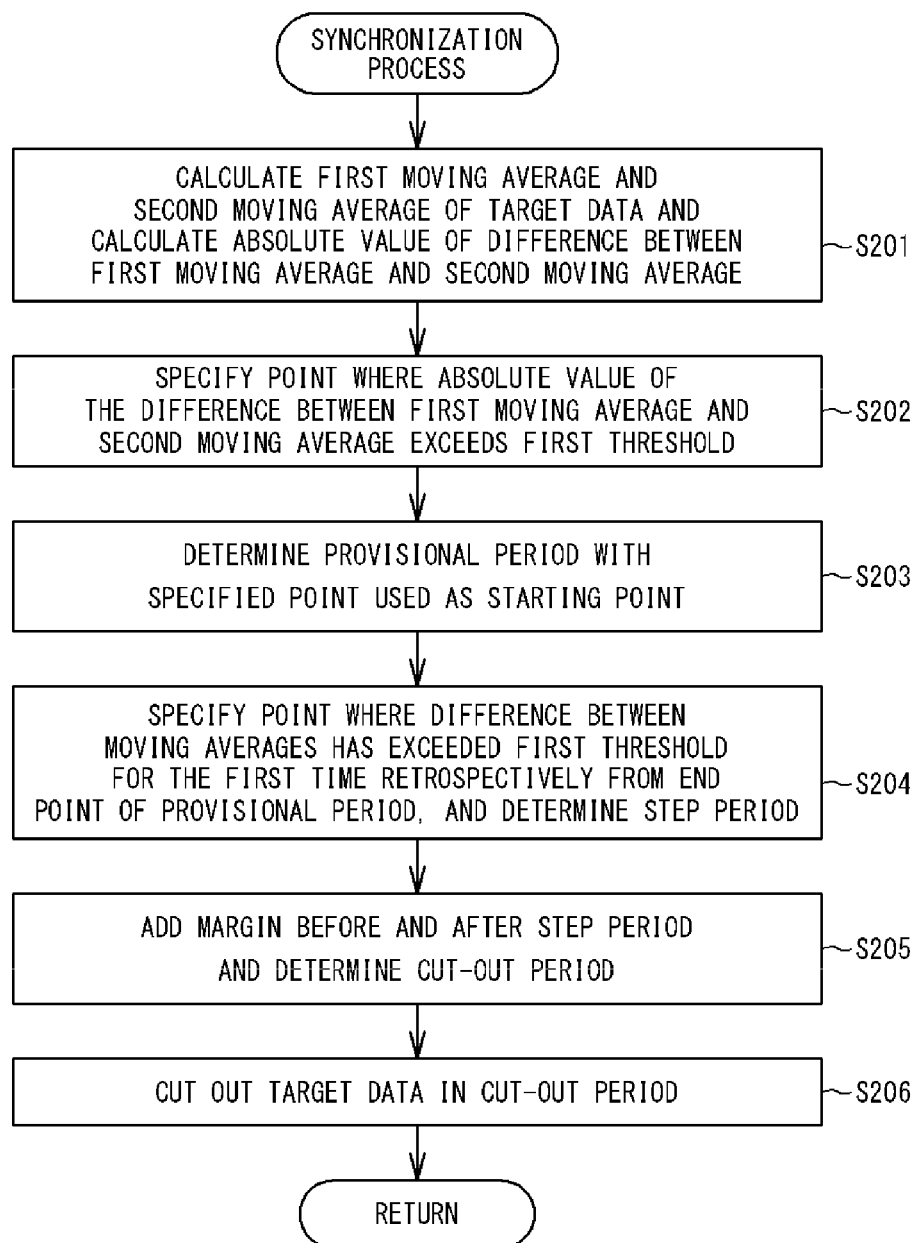 SYNCHRONIZATION
PROCESS
CALCULATE FIRST MOVING AVERAGE AND
SECOND MOVING AVERAGE OF TARGET DATA AND
CALCULATE ABSOLUTE VALUE OF DIFFERENCE BETWEEN
FIRST MOVING AVERAGE AND SECOND MOVING AVERAGE
S201
SPECIFY POINT WHERE ABSOLUTE VALUE OF
THE DIFFERENCE BETWEEN FIRST MOVING AVERAGE AND
SECOND MOVING AVERAGE EXCEEDS FIRST THRESHOLD
S202
DETERMINE PROVISIONAL PERIOD WITH
SPECIFIED POINT USED AS STARTING POINT
S203
SPECIFY POINT WHERE DIFFERENCE BETWEEN
MOVING AVERAGES HAS EXCEEDED FIRST THRESHOLD
FOR THE FIRST TIME RETROSPECTIVELY FROM END
POINT OF PROVISIONAL PERIOD, AND DETERMINE STEP PERIOD
S204
ADD MARGIN BEFORE AND AFTER STEP PERIOD
AND DETERMINE CUT-OUT PERIOD
S205
CUT OUT TARGET DATA IN CUT-OUT PERIOD
S206
RETURN